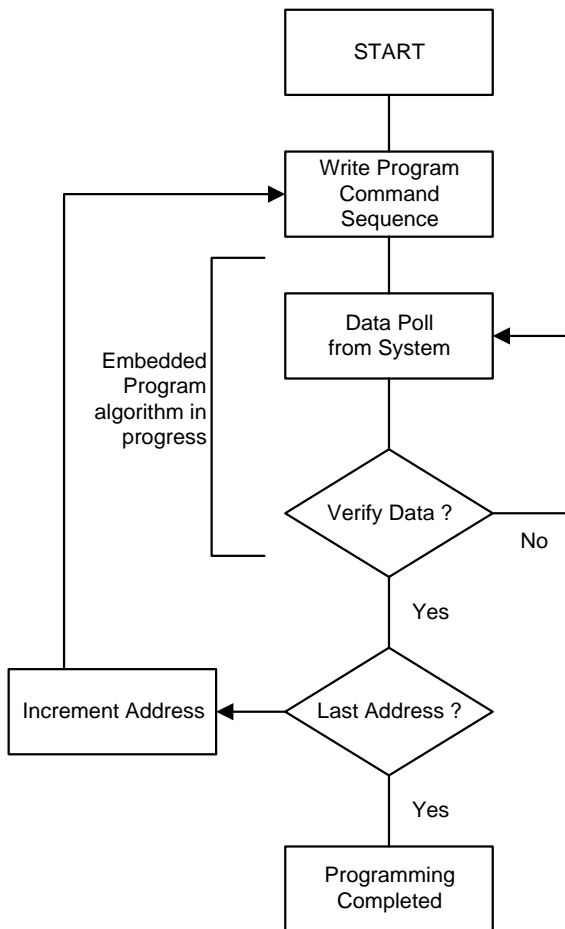 START
Write Program
Command
Sequence
Data Poll
from System
Embedded
Program
algorithm in
progress
Verify Data ?
No
Yes
Increment Address
Last Address ?
Yes
Programming
Completed